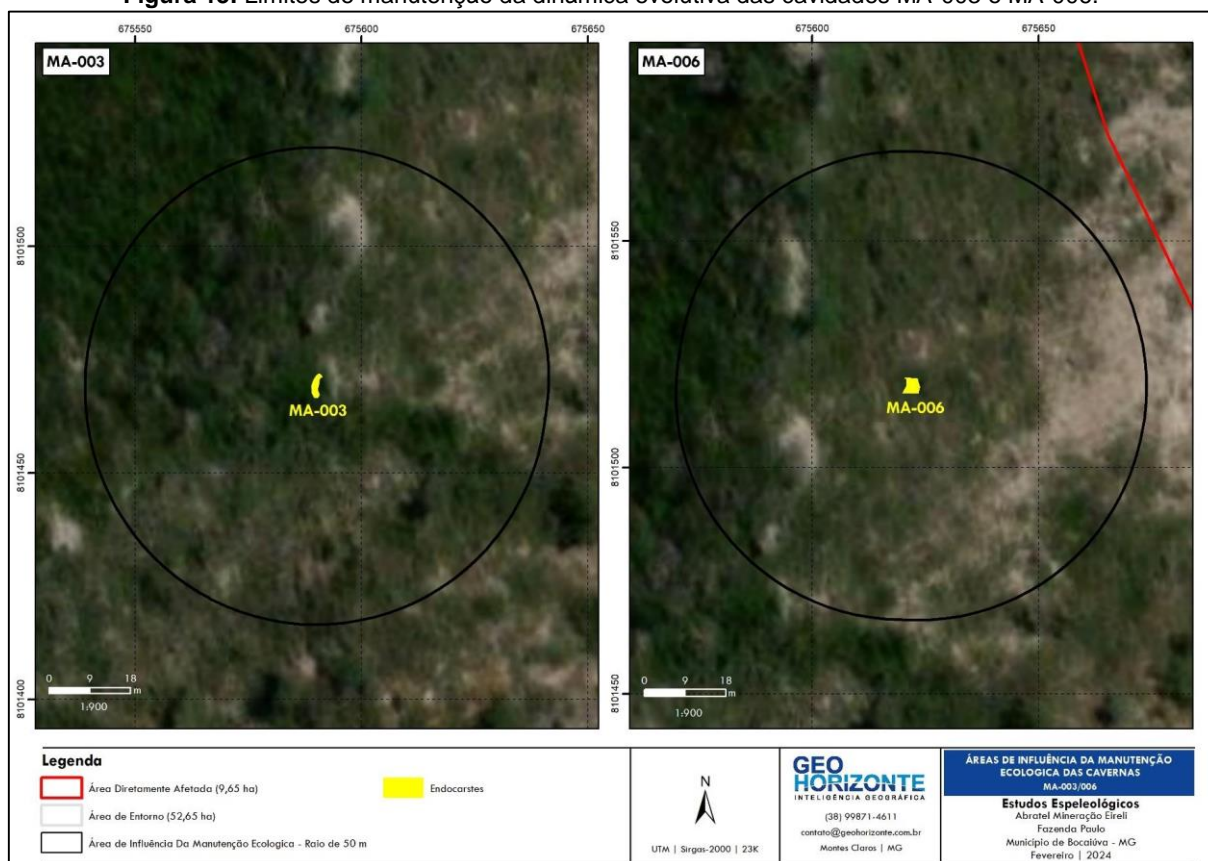 Figura 13. Limites de manutenção da dinâmica evolutiva das cavidades MA-003 e MA-006.
675550 675600 675650
675600 675650
MA-003
MA-006
8101500
8101450
8101400
8101550
8101500
8101450
MA-003
MA-006
0 9 18
m
1:900
0 9 18
m
1:900
Legenda
Área Diretamente Afetada (9,65 ha)
Endocarstes
Área de Entorno (52,65 ha)
Área de Influência Da Manutenção Ecologica - Raio de 50 m
N
UTM | Sirgas-2000 | 23K
GEO
HORIZONTE
INTELIGÊNCIA GEOGRÁFICA
(38) 99871-4611
contato@geohorizonte.com.br
Montes Claros | MG
ÁREAS DE INFLUÊNCIA DA MANUTENÇÃO
ECOLOGICA DAS CAVERNAS
MA-003/006
Estudos Espeleológicos
Abratel Mineração Eireli
Fazenda Paulo
Município de Bocaiúva - MG
Fevereiro | 2024